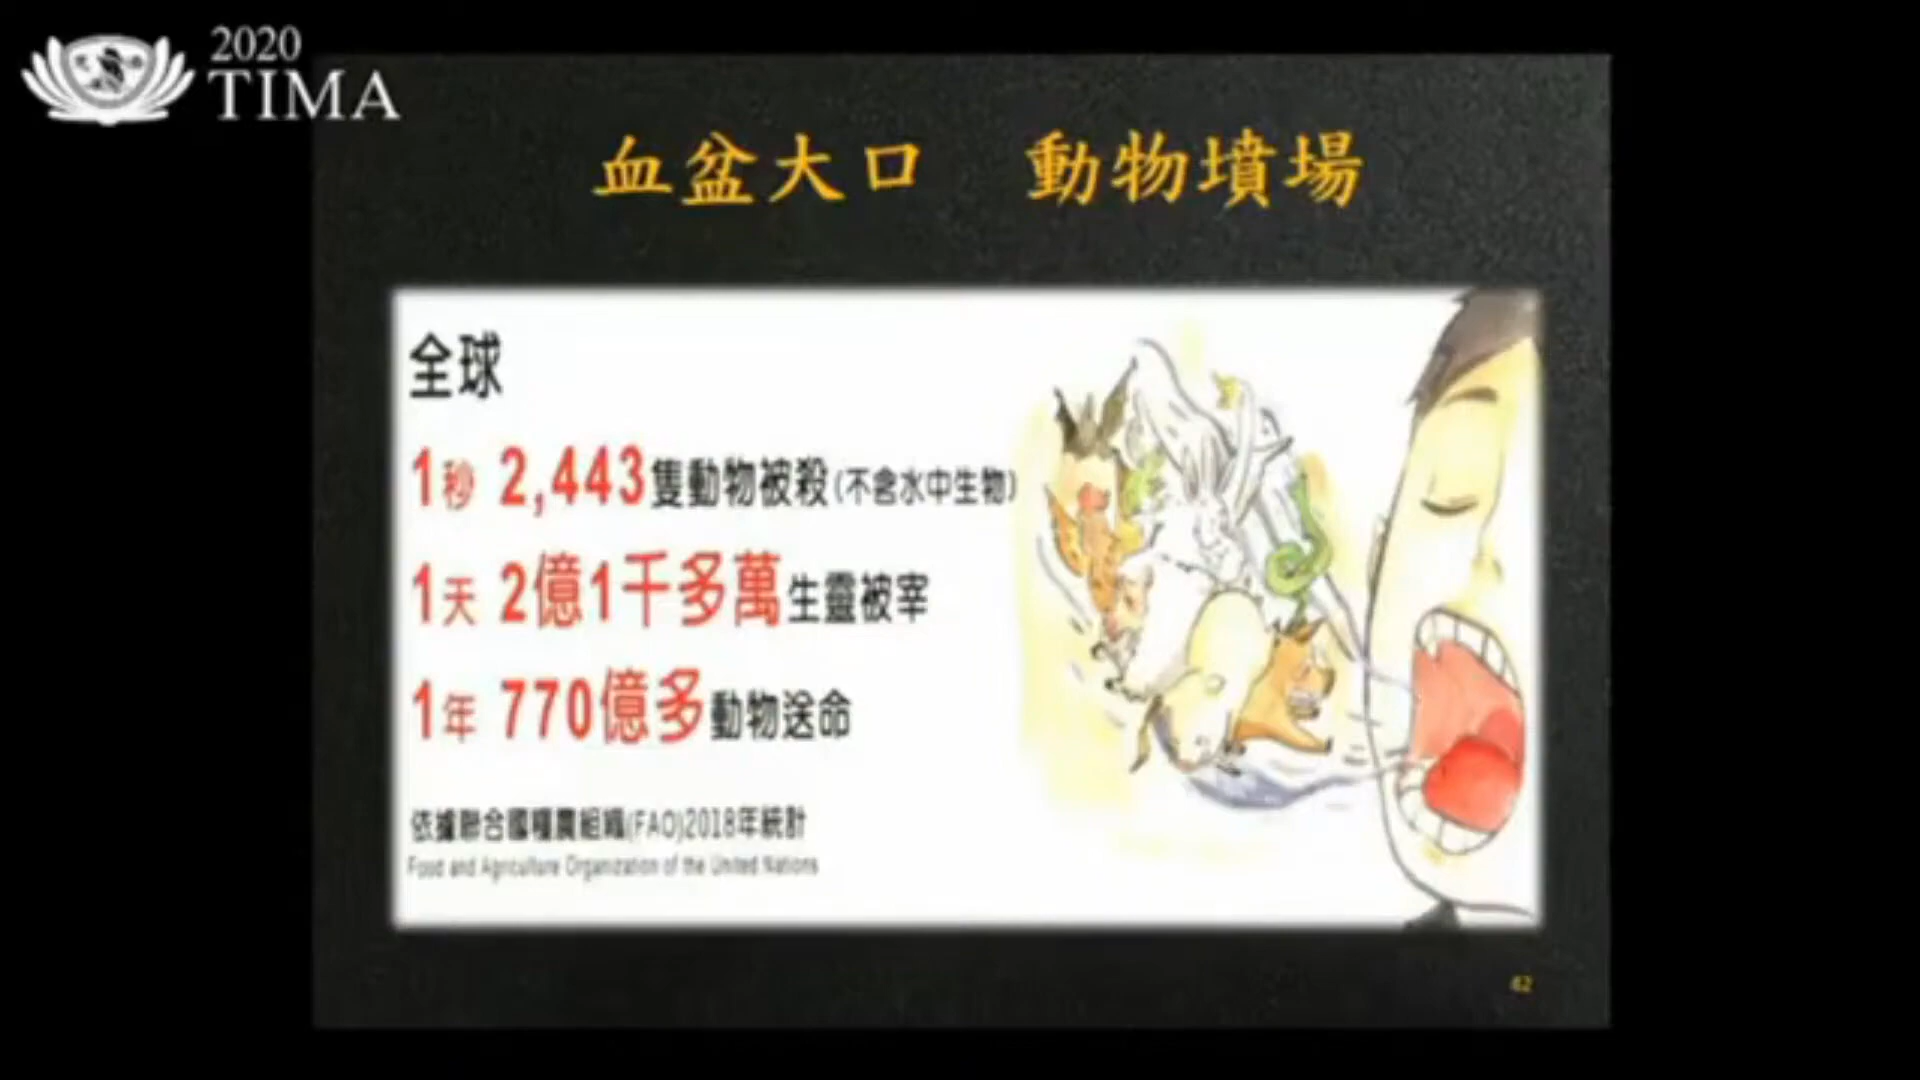 2020
TIMA
血盆大口 動物墳場
全球
1秒 2,443隻動物被殺(不含水中生物)
1天 2億1千多萬生靈被宰
1年 770億多動物送命
依據聯合國糧農組織(FAO)2018年統計
Food and Agriculture Organization of the United Nations
42